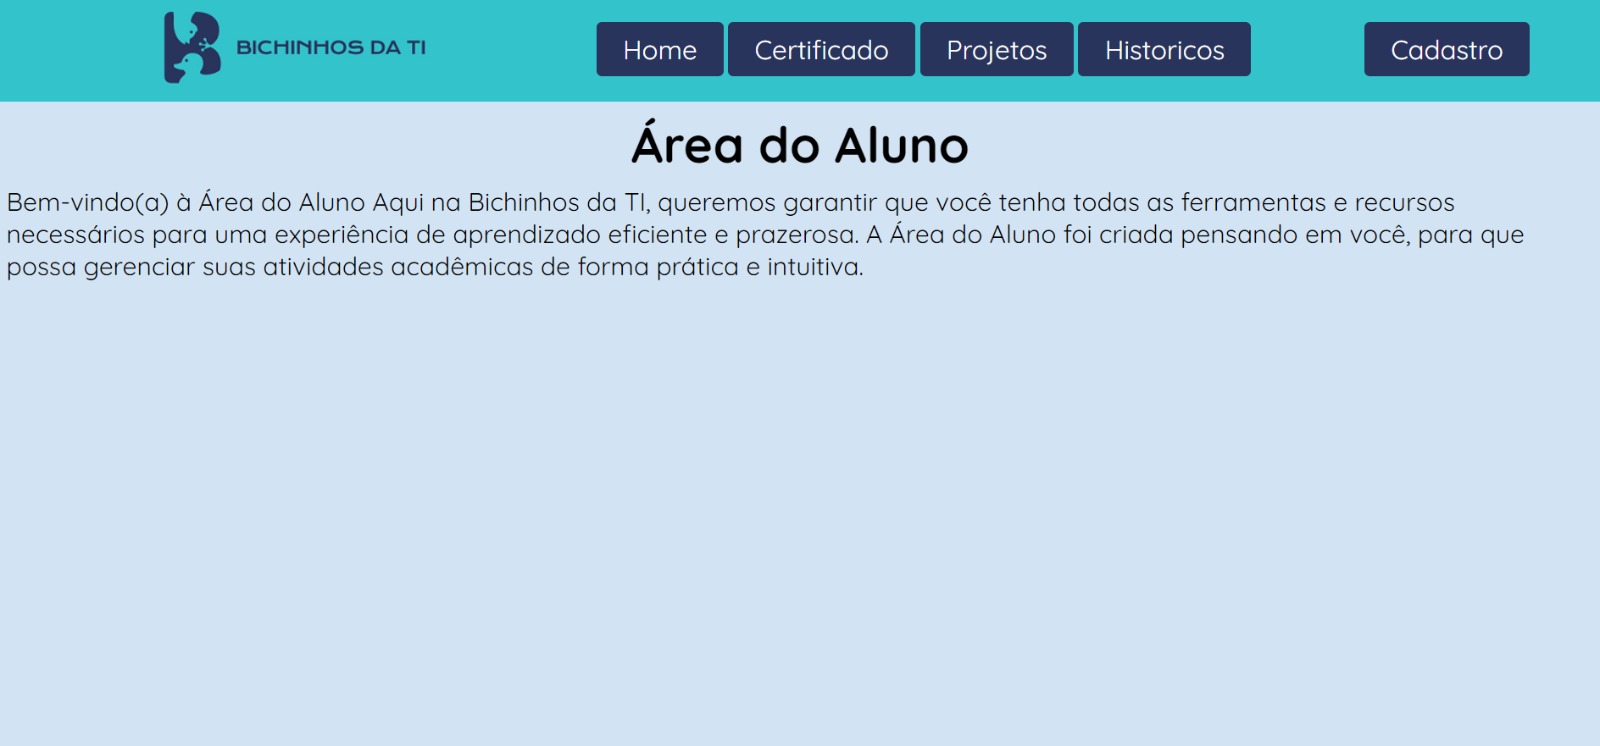 BICHINHOS DA TI
Home
Certificado
Projetos
Historicos
Cadastro
Área do Aluno
Bem-vindo(a) à Área do Aluno Aqui na Bichinhos da TI, queremos garantir que você tenha todas as ferramentas e recursos
necessários para uma experiência de aprendizado eficiente e prazerosa. A Área do Aluno foi criada pensando em você, para que
possa gerenciar suas atividades acadêmicas de forma prática e intuitiva.